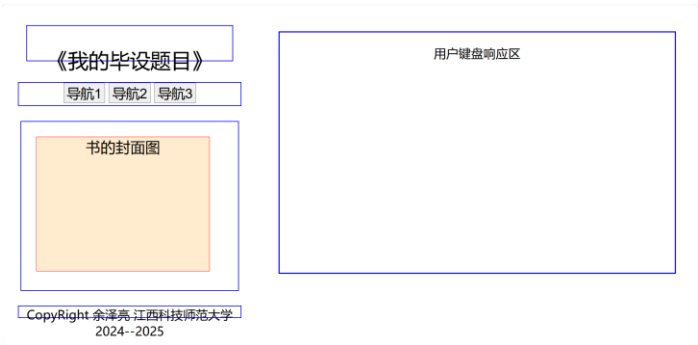 《我的毕设题目》
导航1 导航2 导航3
书的封面图
CopyRight 余泽亮 江西科技师范大学
2024--2025
用户键盘响应区